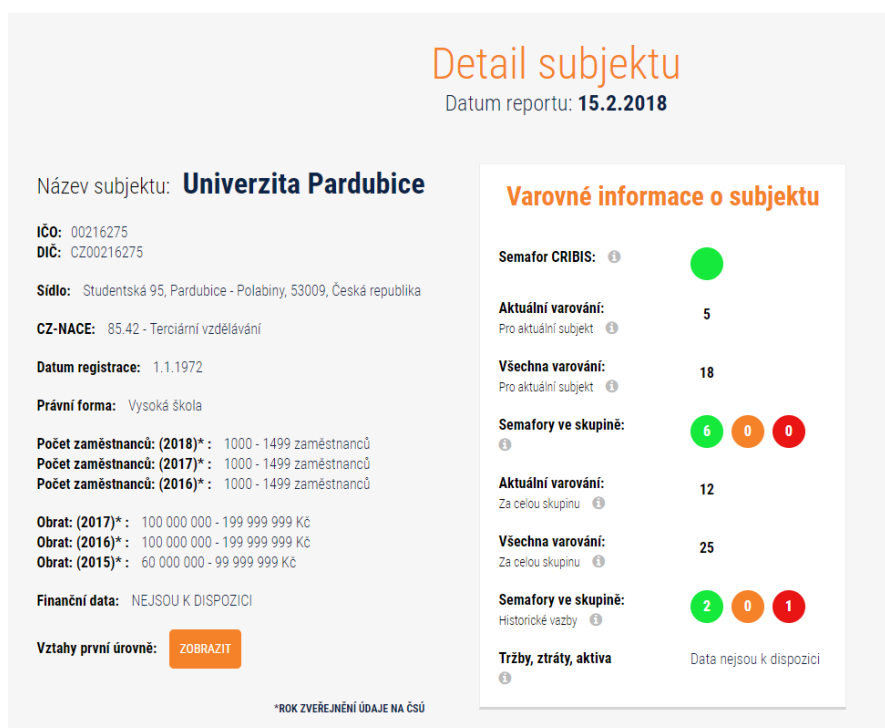 Detail subjektu
Datum reportu: 15.2.2018
Název subjektu: Univerzita Pardubice
IČO: 00216275
DIČ: CZ00216275
Sídlo: Studentská 95, Pardubice - Polabiny, 53009, Česká republika
CZ-NACE: 85.42 - Terciární vzdělávání
Datum registrace: 1.1.1972
Právní forma: Vysoká škola
Počet zaměstnanců: (2018)* : 1000 - 1499 zaměstnanců
Počet zaměstnanců: (2017)* : 1000 - 1499 zaměstnanců
Počet zaměstnanců: (2016)* : 1000 - 1499 zaměstnanců
Obrat: (2017)* : 100 000 000 - 199 999 999 Kč
Obrat: (2016)* : 100 000 000 - 199 999 999 Kč
Obrat: (2015)* : 60 000 000 - 99 999 999 Kč
Finanční data: NEJSOU K DISPOZICI
Vztahy první úrovně: ZOBRAZIT
*ROK ZVEŘEJNĚNÍ ÚDAJE NA ČSÚ
Varovné informace o subjektu
Semafor CRIBIS:
Aktuální varování: 5
Pro aktuální subjekt
Všechna varování: 18
Pro aktuální subjekt
Semafory ve skupině: 6 0 0
Aktuální varování: 12
Za celou skupinu
Všechna varování: 25
Za celou skupinu
Semafory ve skupině: 2 0 1
Historické vazby
Tržby, ztráty, aktiva Data nejsou k dispozici